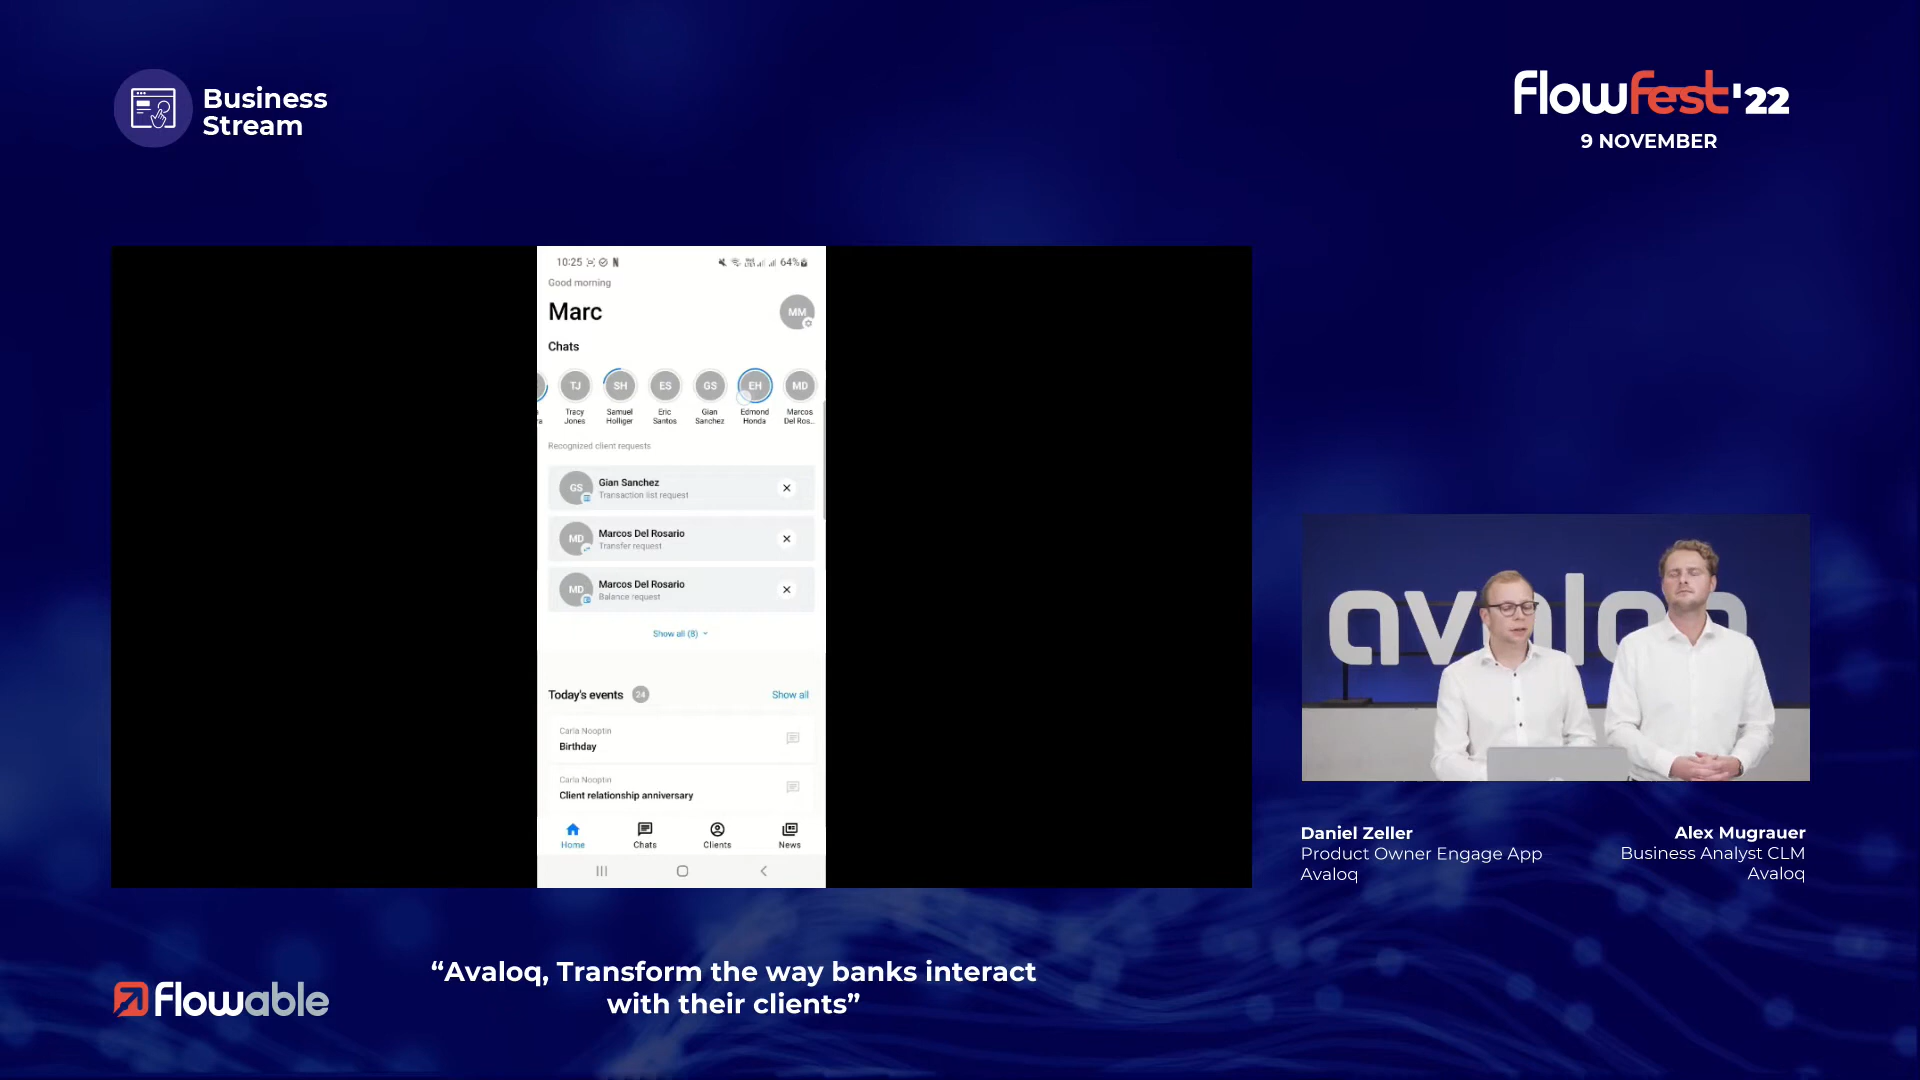 Business
Stream
flowfest'22
9 NOVEMBER
10:25
64%
Good morning
Marc
MM
Chats
TJ
SH
ES
GS
EH
MD
Tracy
Jones
Samuel
Holliger
Eric
Santos
Gian
Sanchez
Edmond
Honda
Marcos
Del Ros...
Recognized client requests
GS
Gian Sanchez
Transaction list request
MD
Marcos Del Rosario
Transfer request
MD
Marcos Del Rosario
Balance request
Show all (8)
Today's events
24
Show all
Carla Nooptin
Birthday
Carla Nooptin
Client relationship anniversary
Home
Chats
Clients
News
avaloq
Daniel Zeller
Product Owner Engage App
Avaloq
Alex Mugrauer
Business Analyst CLM
Avaloq
flowable
“Avaloq, Transform the way banks interact
with their clients”